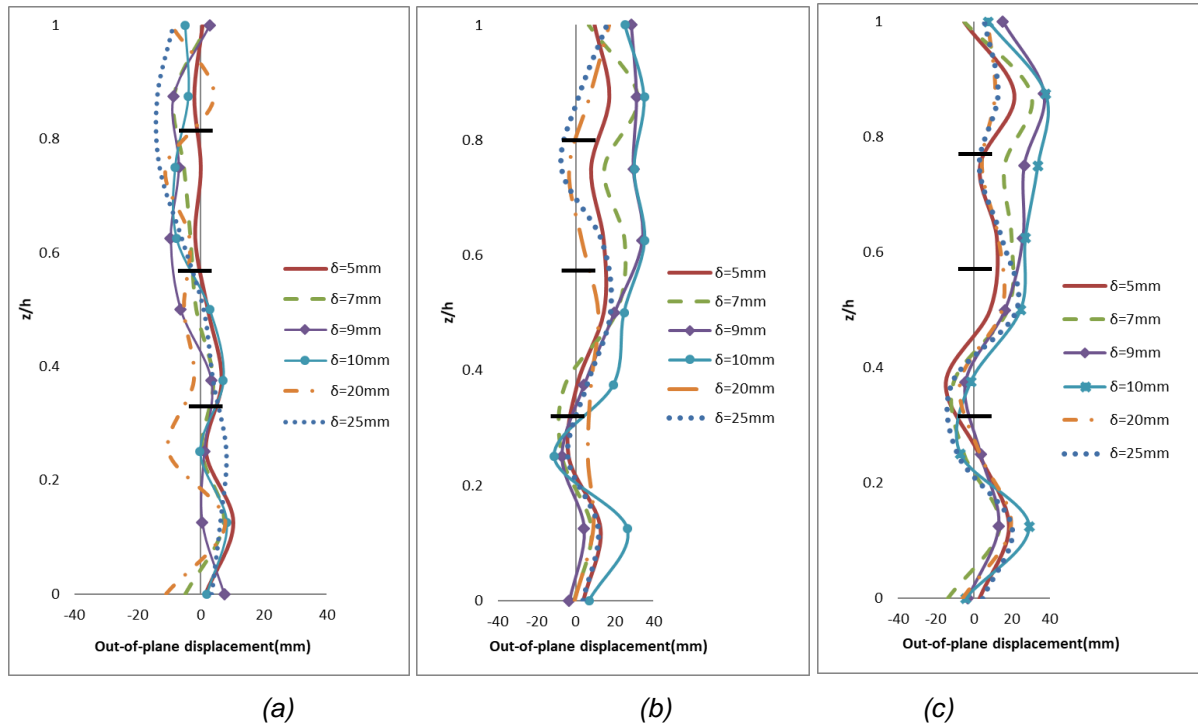 1
0.8
z/h
0.6
0.4
0.2
0
-40
-20
0
20
40
Out-of-plane displacement(mm)
δ=5mm
δ=7mm
δ=9mm
δ=10mm
δ=20mm
δ=25mm
(a)
1
0.8
z/h
0.6
0.4
0.2
0
-40
-20
0
20
40
Out-of-plane displacement(mm)
δ=5mm
δ=7mm
δ=9mm
δ=10mm
δ=20mm
δ=25mm
(b)
1
0.8
z/h
0.6
0.4
0.2
0
-40
-20
0
20
40
Out-of-plane displacement(mm)
δ=5mm
δ=7mm
δ=9mm
δ=10mm
δ=20mm
δ=25mm
(c)